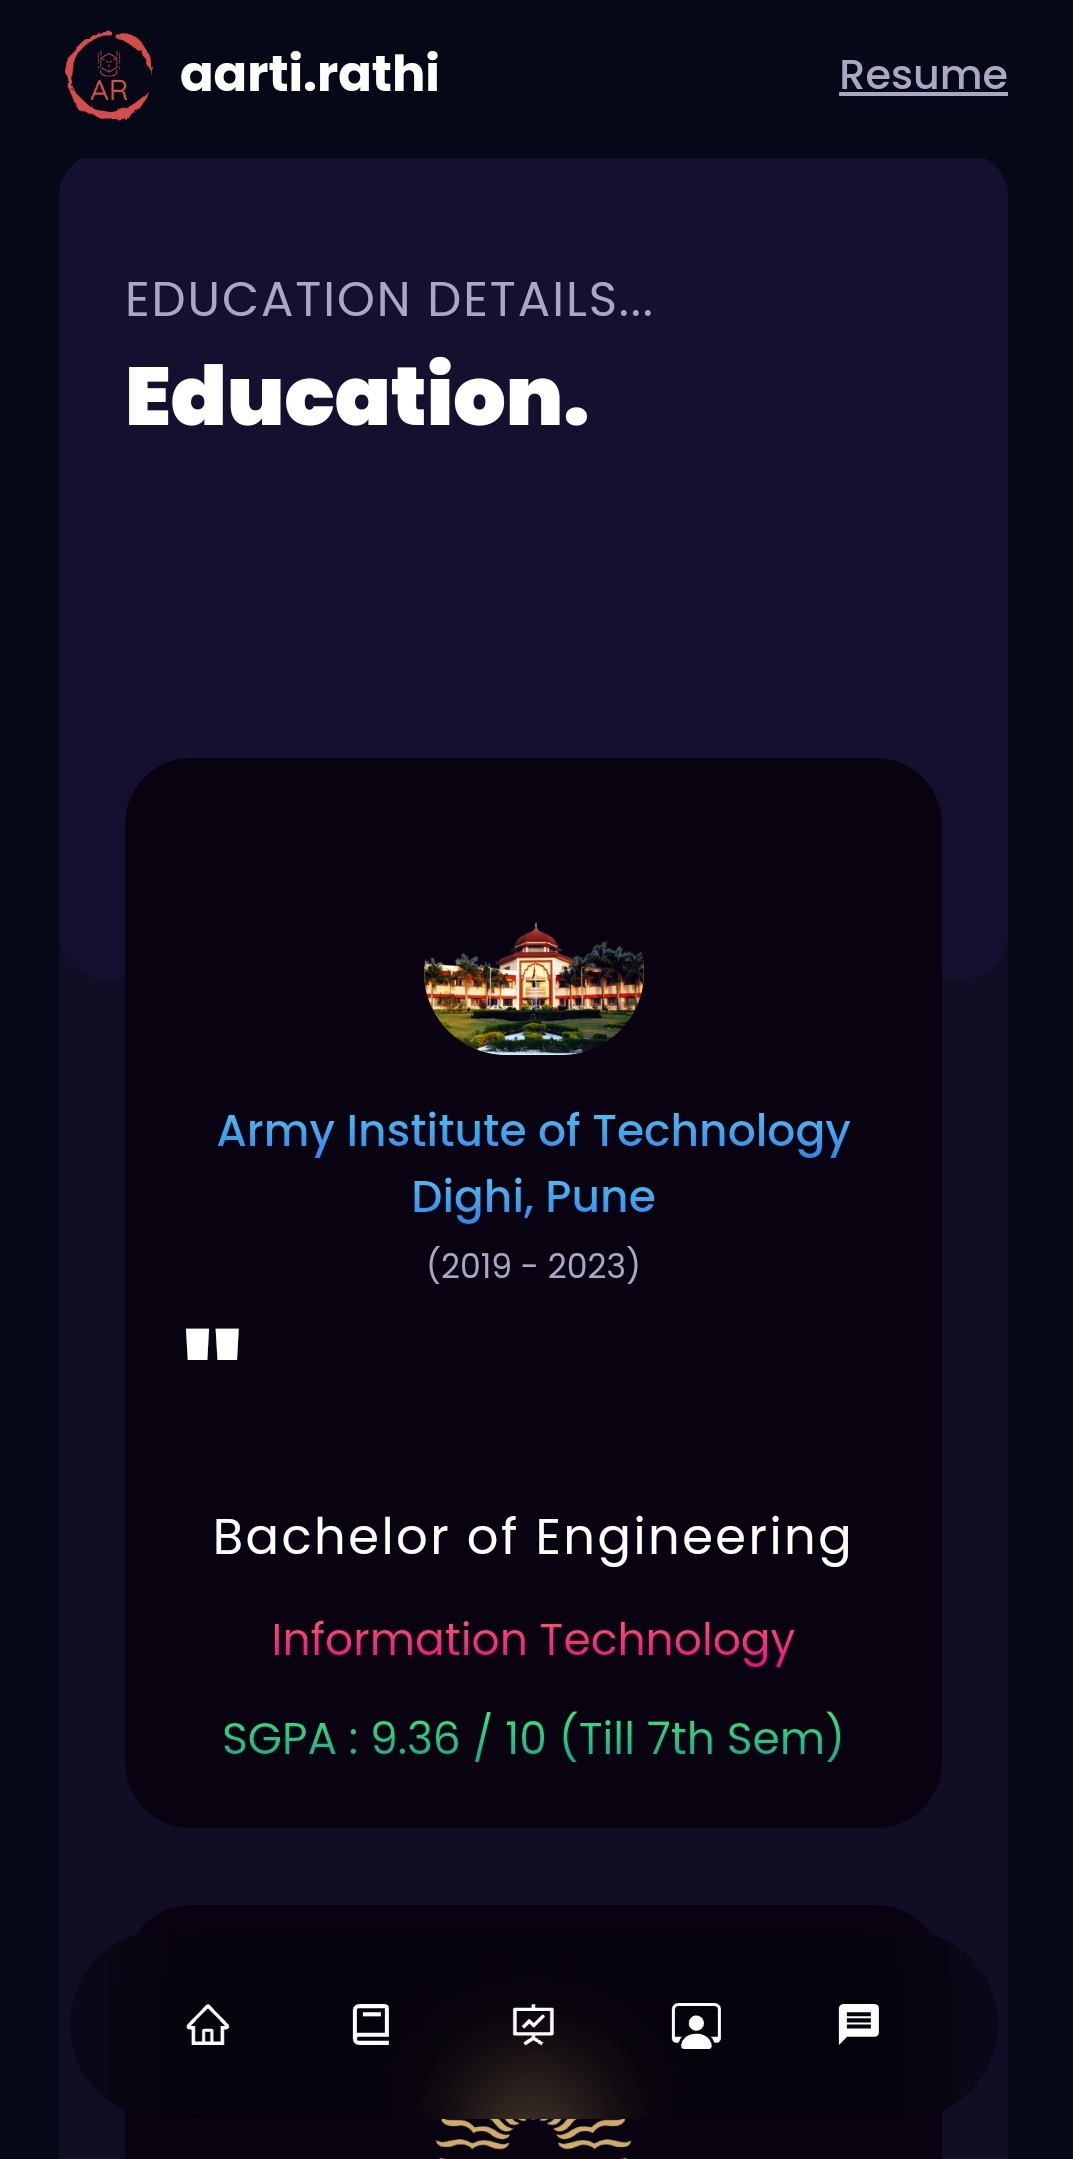 AR
aarti.rathi
Resume
EDUCATION DETAILS...
Education.
Army Institute of Technology
Dighi, Pune
(2019 - 2023)
"
Bachelor of Engineering
Information Technology
SGPA : 9.36 / 10 (Till 7th Sem)